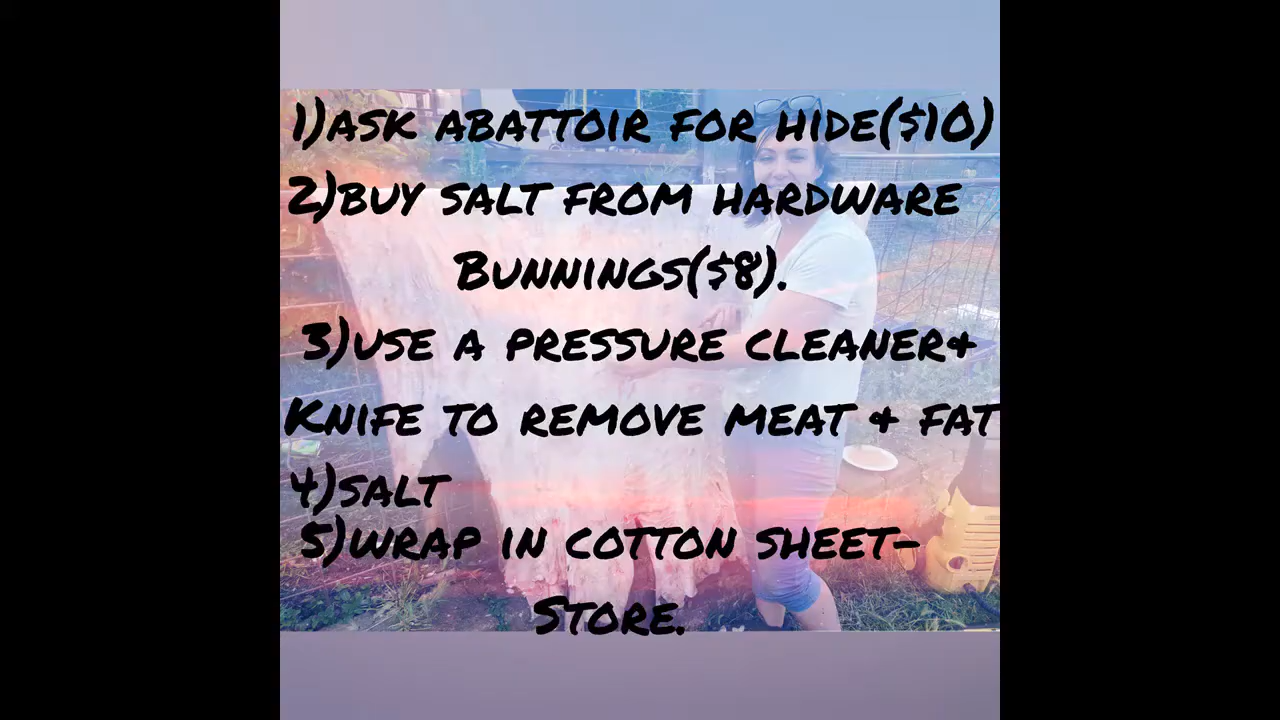 1)ASK ABATTOIR FOR HIDE($10)
2)BUY SALT FROM HARDWARE
BUNNINGS($8).
3)USE A PRESSURE CLEANER&
KNIFE TO REMOVE MEAT & FAT
4)SALT
5)WRAP IN COTTON SHEET-
STORE.